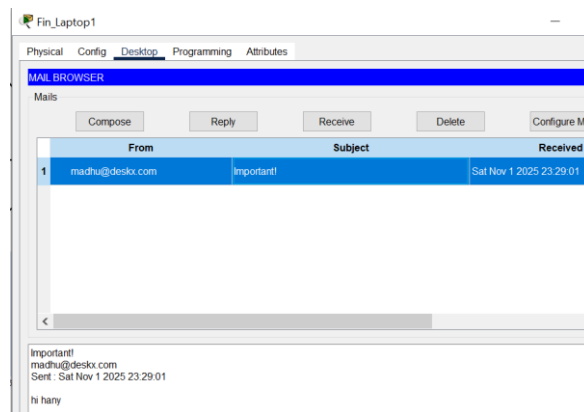 Fin_Laptop1
Physical Config Desktop Programming Attributes
MAIL BROWSER
Mails
Compose Reply Receive Delete Configure M
From Subject Received
1 madhu@deskx.com Important! Sat Nov 1 2025 23:29:01
Important!
madhu@deskx.com
Sent : Sat Nov 1 2025 23:29:01
hi hany